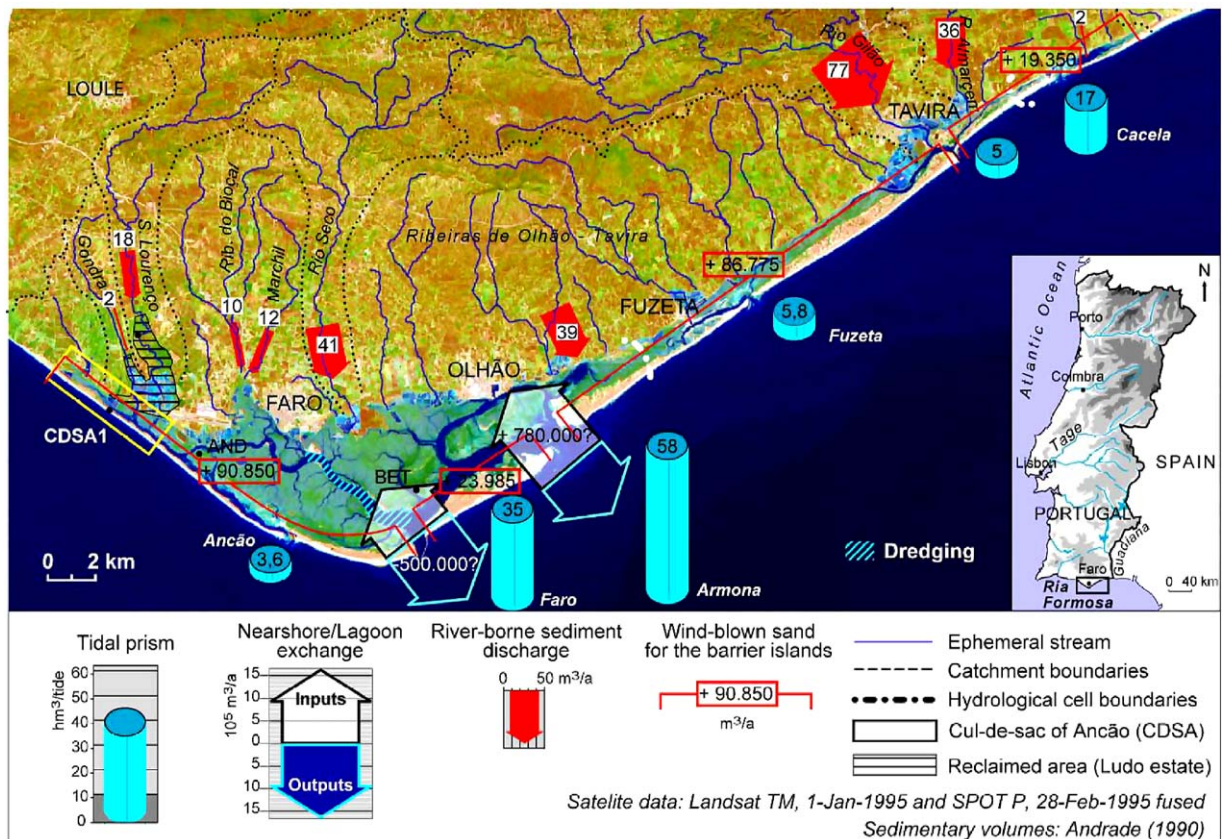 LOULE
Gondra
2
18
S. Lourenço
Rib. do Biogal
10
Marchil
12
Rio Seco
41
FARO
Ribeiras de Olhão - Tavira
OLHÃO
39
FUZETA
Rio Gilão
77
TAVIRA
36
R. Almargem
2
+ 19.350
17
Cacela
5
+ 86.775
5,8
Fuzeta
CDSA1
AND
+ 90.850
BET
23.985
+ 780.000?
-500.000?
Ancão
3,6
35
Faro
58
Armona
0 2 km
Dredging
N
Atlantic Ocean
Porto
Coimbra
Tage
Lisbon
SPAIN
PORTUGAL
Guadiana
Faro
Ria
Formosa
0 40 km
Tidal prism
hm³/tide
60
50
40
30
20
10
0
Nearshore/Lagoon
exchange
10⁵ m³/a
15
10
5
0
5
10
15
Inputs
Outputs
River-borne sediment
discharge
0 50 m³/a
Wind-blown sand
for the barrier islands
+ 90.850
m³/a
Ephemeral stream
Catchment boundaries
Hydrological cell boundaries
Cul-de-sac of Ancão (CDSA)
Reclaimed area (Ludo estate)
Satelite data: Landsat TM, 1-Jan-1995 and SPOT P, 28-Feb-1995 fused
Sedimentary volumes: Andrade (1990)